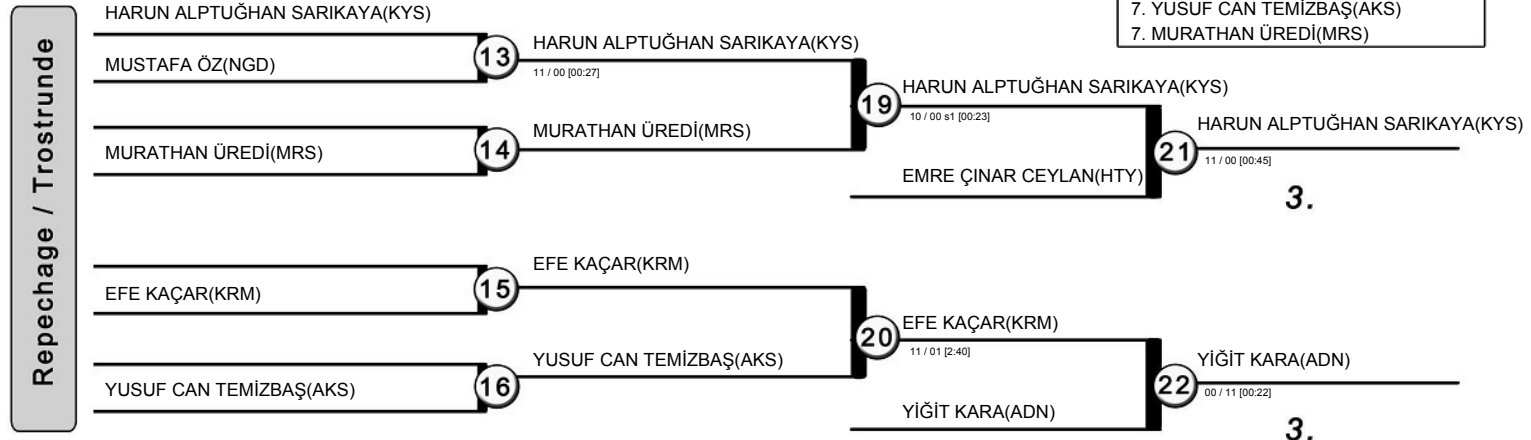 HARUN ALPTUĞHAN SARIKAYA(KYS)
MUSTAFA ÖZ(NGD)
13
HARUN ALPTUĞHAN SARIKAYA(KYS)
11 / 00 [00:27]
MURATHAN ÜREDİ(MRS)
14
MURATHAN ÜREDİ(MRS)
19
HARUN ALPTUĞHAN SARIKAYA(KYS)
10 / 00 s1 [00:23]
EMRE ÇINAR CEYLAN(HTY)
21
HARUN ALPTUĞHAN SARIKAYA(KYS)
11 / 00 [00:45]
3.
7. YUSUF CAN TEMİZBAŞ(AKS)
7. MURATHAN ÜREDİ(MRS)
Repechage / Trostrunde
EFE KAÇAR(KRM)
15
EFE KAÇAR(KRM)
YUSUF CAN TEMİZBAŞ(AKS)
16
YUSUF CAN TEMİZBAŞ(AKS)
20
EFE KAÇAR(KRM)
11 / 01 [2:40]
YİĞİT KARA(ADN)
22
YİĞİT KARA(ADN)
00 / 11 [00:22]
3.